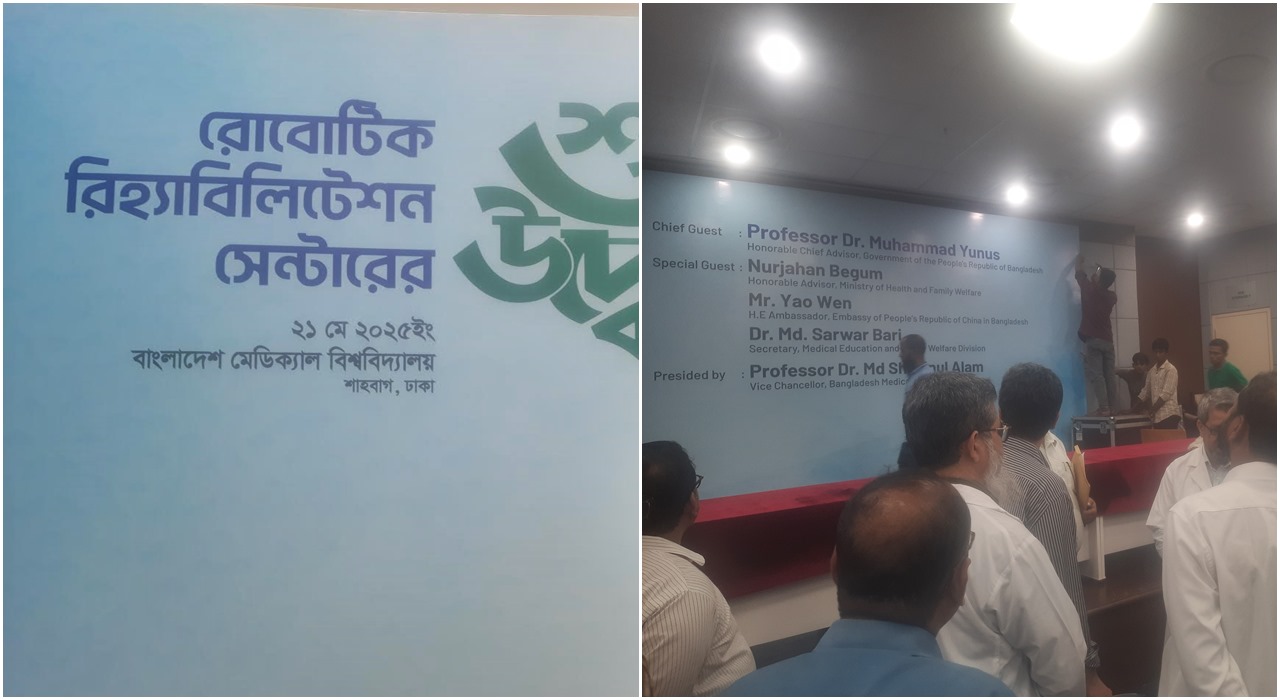 রোবোটিক
রিহ্যাবিলিটেশন
সেন্টারের
২১ মে ২০২৫ইং
বাংলাদেশ মেডিক্যাল বিশ্ববিদ্যালয়
শাহবাগ, ঢাকা
Chief Guest : Professor Dr. Muhammad Yunus
Honorable Chief Advisor, Government of the People's Republic of Bangladesh
Special Guest : Nurjahan Begum
Honorable Advisor, Ministry of Health and Family Welfare
Mr. Yao Wen
H.E Ambassador, Embassy of People's Republic of China in Bangladesh
Dr. Md. Sarwar Bari
Secretary, Medical Education and Welfare Division
Presided by : Professor Dr. Md Alam
Vice Chancellor, Bangladesh